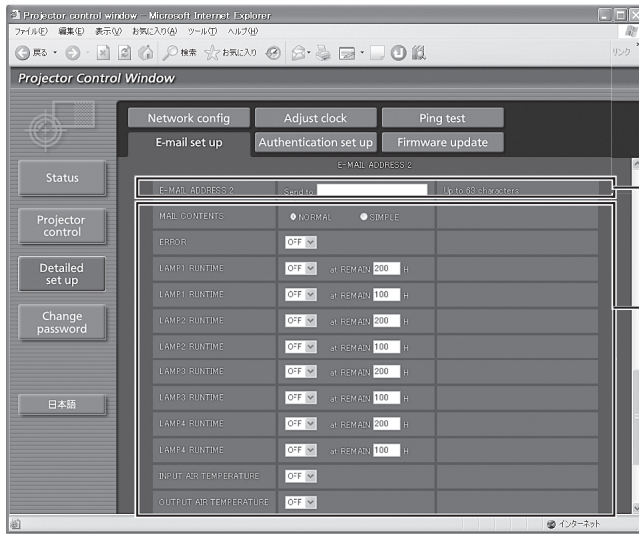 Projector control window - Microsoft Internet Explorer
ファイル(F) 編集(E) 表示(V) お気に入り(A) ツール(T) ヘルプ(H)
戻る 検索 お気に入り リンク
Projector Control Window
Network config Adjust clock Ping test
E-mail set up Authentication set up Firmware update
Status
Projector control
Detailed set up
Change password
日本語
E-MAIL ADDRESS 2
E-MAIL ADDRESS 2 Send to Up to 63 characters
MAIL CONTENTS NORMAL SIMPLE
ERROR OFF
LAMP1 RUNTIME OFF at REMAIN 200 H
LAMP1 RUNTIME OFF at REMAIN 100 H
LAMP2 RUNTIME OFF at REMAIN 200 H
LAMP2 RUNTIME OFF at REMAIN 100 H
LAMP3 RUNTIME OFF at REMAIN 200 H
LAMP3 RUNTIME OFF at REMAIN 100 H
LAMP4 RUNTIME OFF at REMAIN 200 H
LAMP4 RUNTIME OFF at REMAIN 100 H
INPUT AIR TEMPERATURE OFF
OUTPUT AIR TEMPERATURE OFF
インターネット